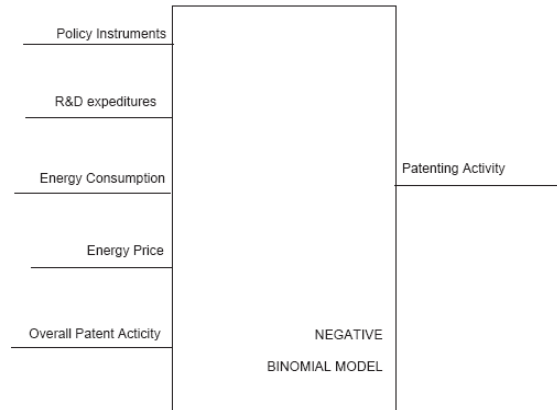 Policy Instruments
R&D expeditures
Energy Consumption
Patenting Activity
Energy Price
Overall Patent Acticity
NEGATIVE
BINOMIAL MODEL